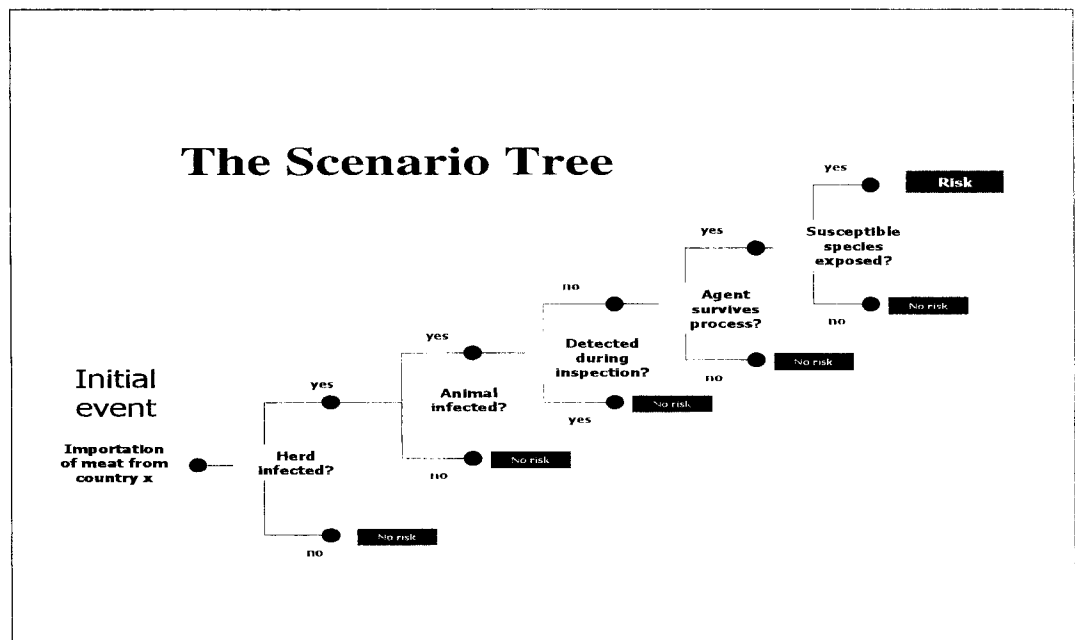 The Scenario Tree
Initial
event
Importation
of meat from
country x
Herd
infected?
yes
no
No risk
Animal
infected?
yes
no
No risk
Detected
during
inspection?
no
yes
No risk
Agent
survives
process?
yes
no
No risk
Susceptible
species
exposed?
yes
Risk
no
No risk